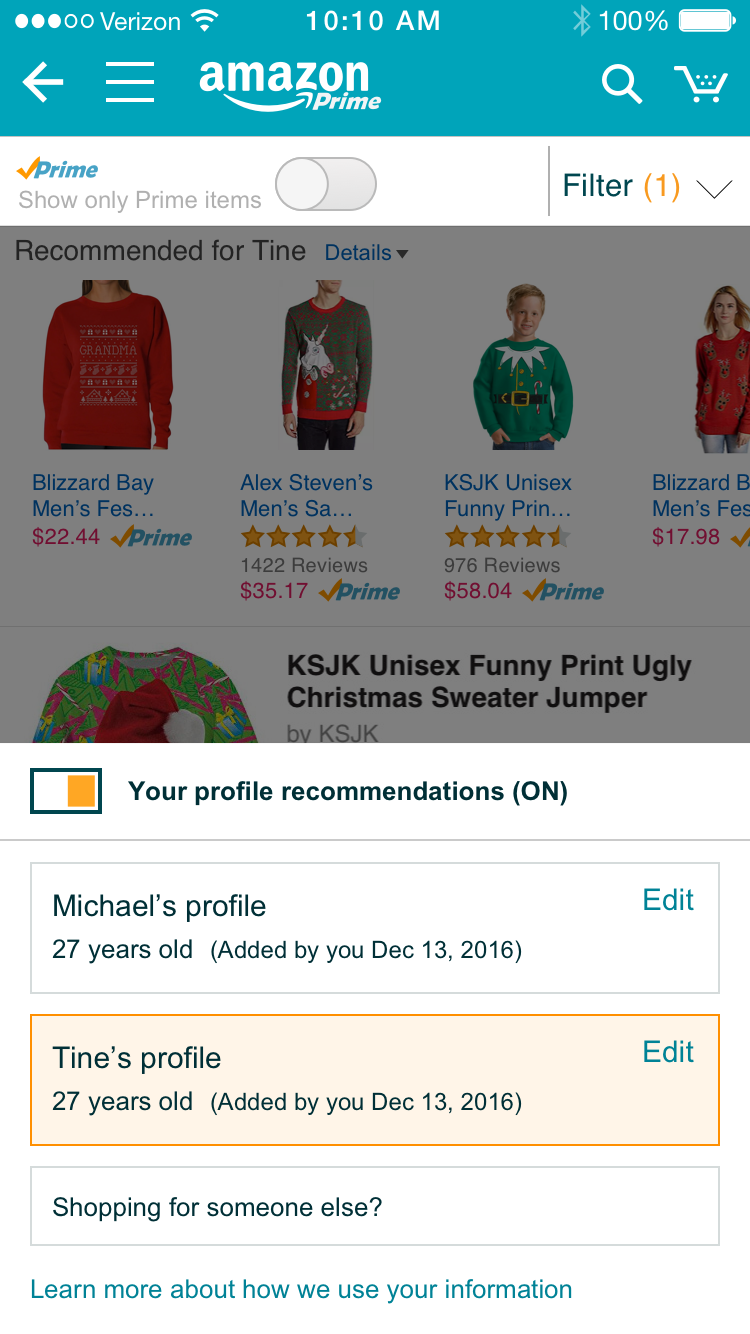 Verizon 10:10 AM 100%
amazon
Prime
Prime
Show only Prime items
Filter (1)
Recommended for Tine Details
GRANDMA
Blizzard Bay
Men’s Fes...
$22.44 Prime
Alex Steven’s
Men’s Sa...
1422 Reviews
$35.17 Prime
KSJK Unisex
Funny Prin...
976 Reviews
$58.04 Prime
Blizzard B
Men’s Fes
$17.98
KSJK Unisex Funny Print Ugly
Christmas Sweater Jumper
by KSJK
Your profile recommendations (ON)
Michael’s profile
Edit
27 years old (Added by you Dec 13, 2016)
Tine’s profile
Edit
27 years old (Added by you Dec 13, 2016)
Shopping for someone else?
Learn more about how we use your information